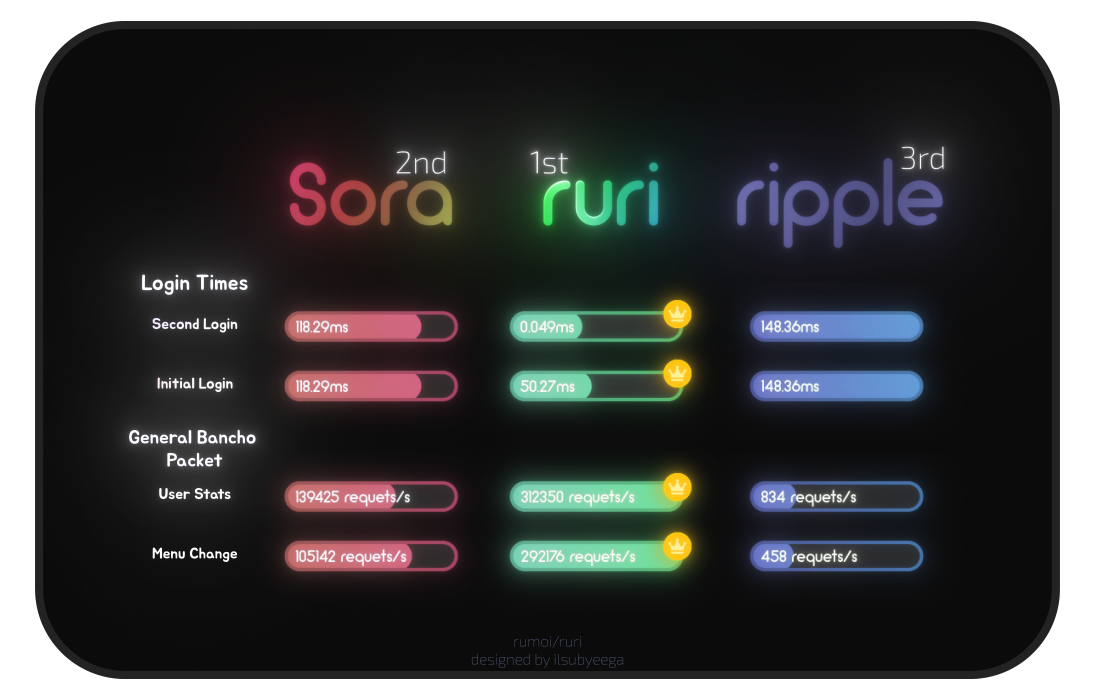 2nd
Sora
1st
ruri
3rd
ripple
Login Times
Second Login
118.29ms
0.049ms
148.36ms
Initial Login
118.29ms
50.27ms
148.36ms
General Bancho
Packet
User Stats
139425 requets/s
312350 requets/s
834 requets/s
Menu Change
105142 requets/s
292176 requets/s
458 requets/s
rumoi/ruri
designed by ilsubyeega